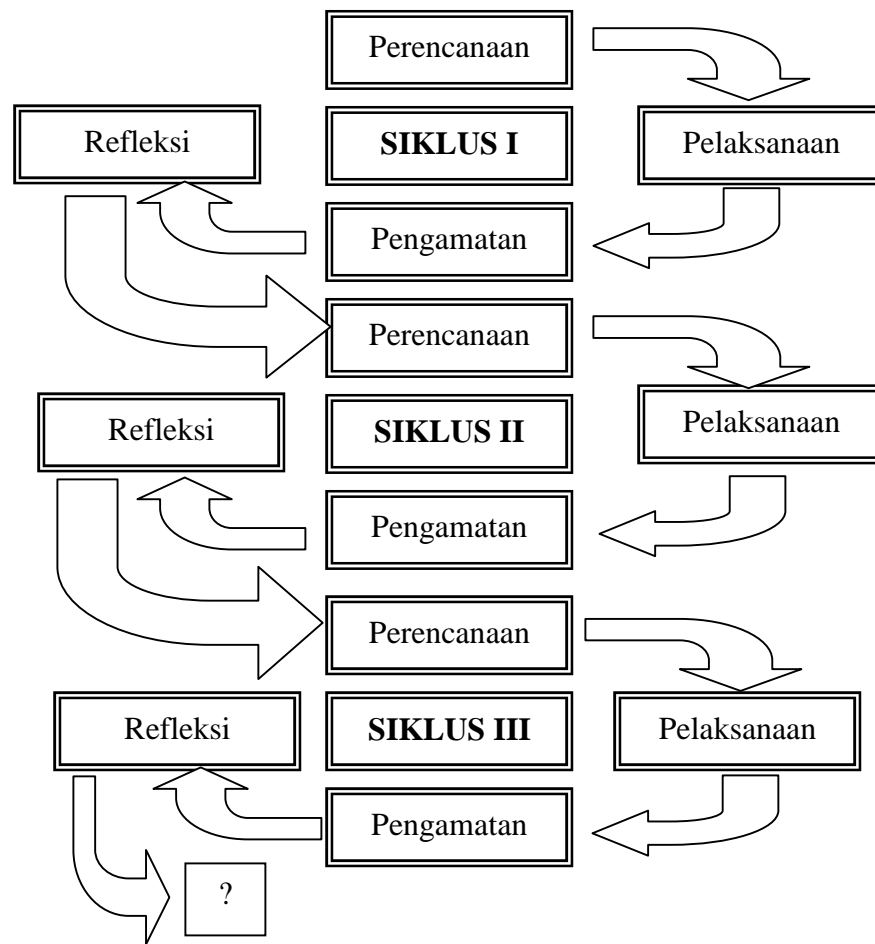 Perencanaan
Refleksi
SIKLUS I
Pelaksanaan
Pengamatan
Perencanaan
Refleksi
SIKLUS II
Pelaksanaan
Pengamatan
Perencanaan
Refleksi
SIKLUS III
Pelaksanaan
Pengamatan
?